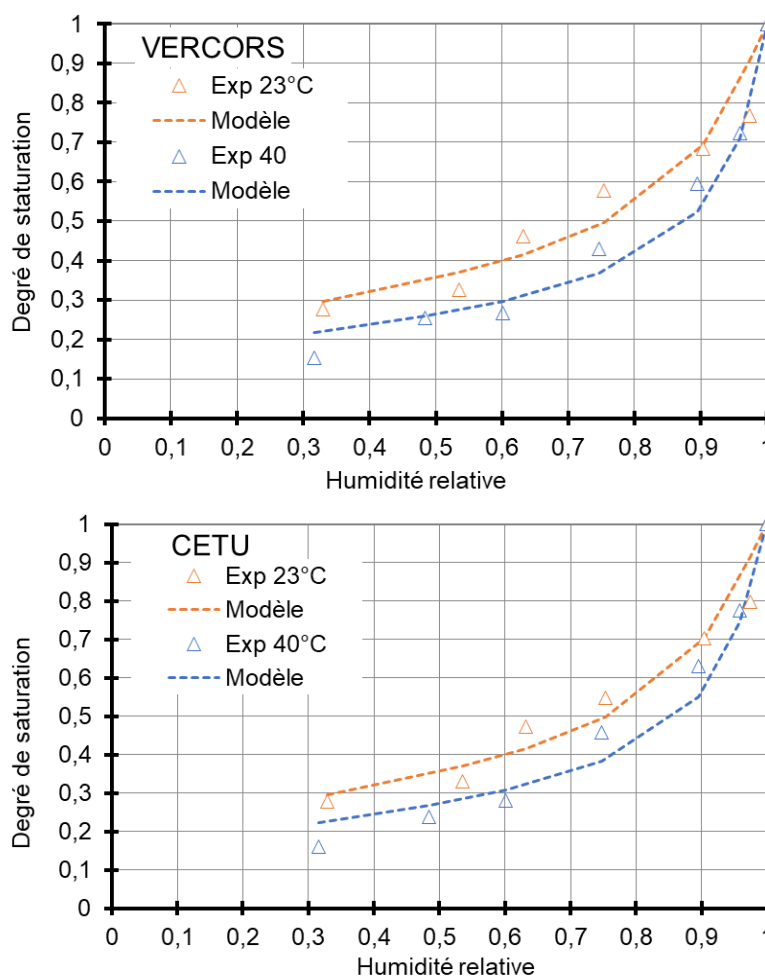 VERCORS
Exp 23°C
Modèle
Exp 40
Modèle
Degré de staturation
1
0,9
0,8
0,7
0,6
0,5
0,4
0,3
0,2
0,1
0
0 0,1 0,2 0,3 0,4 0,5 0,6 0,7 0,8 0,9 1
Humidité relative
CETU
Exp 23°C
Modèle
Exp 40°C
Modèle
Degré de saturation
1
0,9
0,8
0,7
0,6
0,5
0,4
0,3
0,2
0,1
0
0 0,1 0,2 0,3 0,4 0,5 0,6 0,7 0,8 0,9 1
Humidité relative